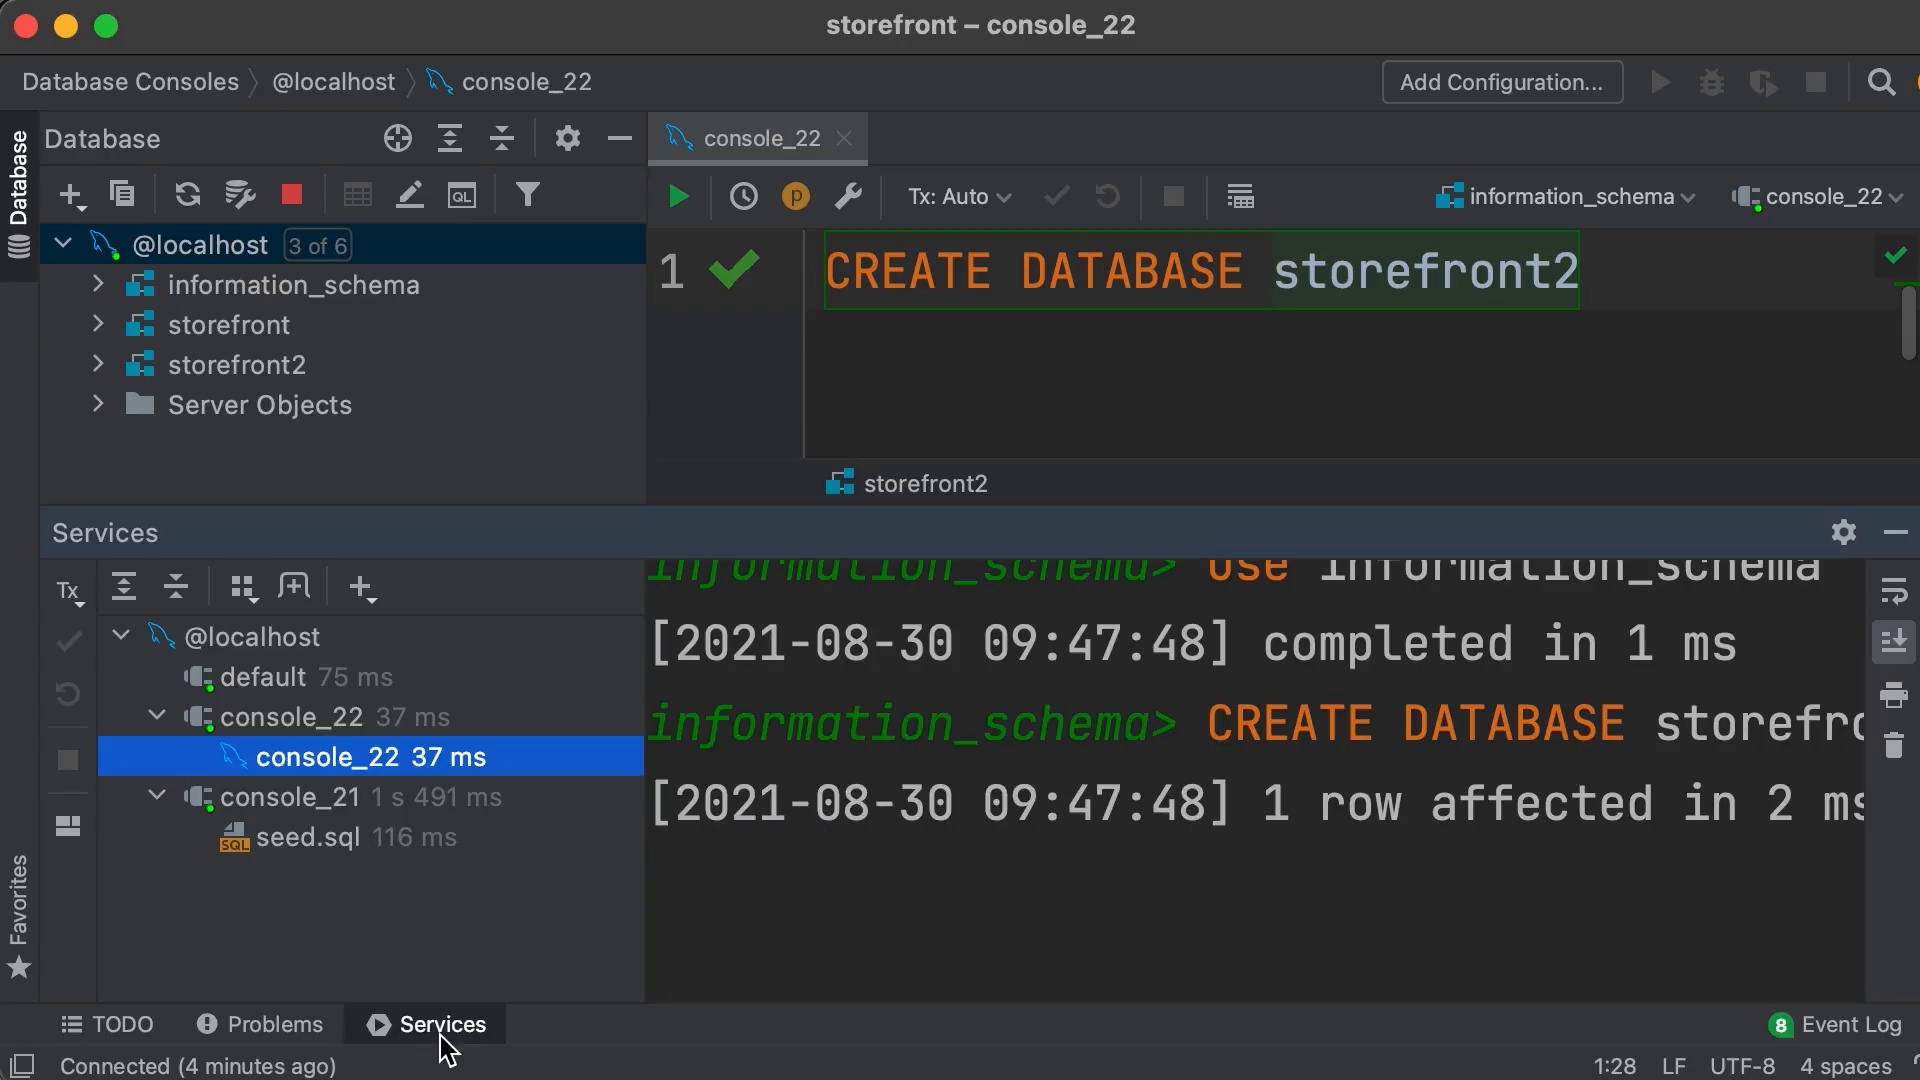 storefront – console_22
Database Consoles @localhost console_22
Add Configuration...
Database
Database
console_22
Tx: Auto
information_schema
console_22
@localhost 3 of 6
information_schema
storefront
storefront2
Server Objects
1 CREATE DATABASE storefront2
storefront2
Services
Tx
@localhost
default 75 ms
console_22 37 ms
console_22 37 ms
console_21 1 s 491 ms
seed.sql 116 ms
information_schema> use information_schema
[2021-08-30 09:47:48] completed in 1 ms
information_schema> CREATE DATABASE storefro
[2021-08-30 09:47:48] 1 row affected in 2 ms
Favorites
TODO
Problems
Services
8 Event Log
Connected (4 minutes ago)
1:28 LF UTF-8 4 spaces